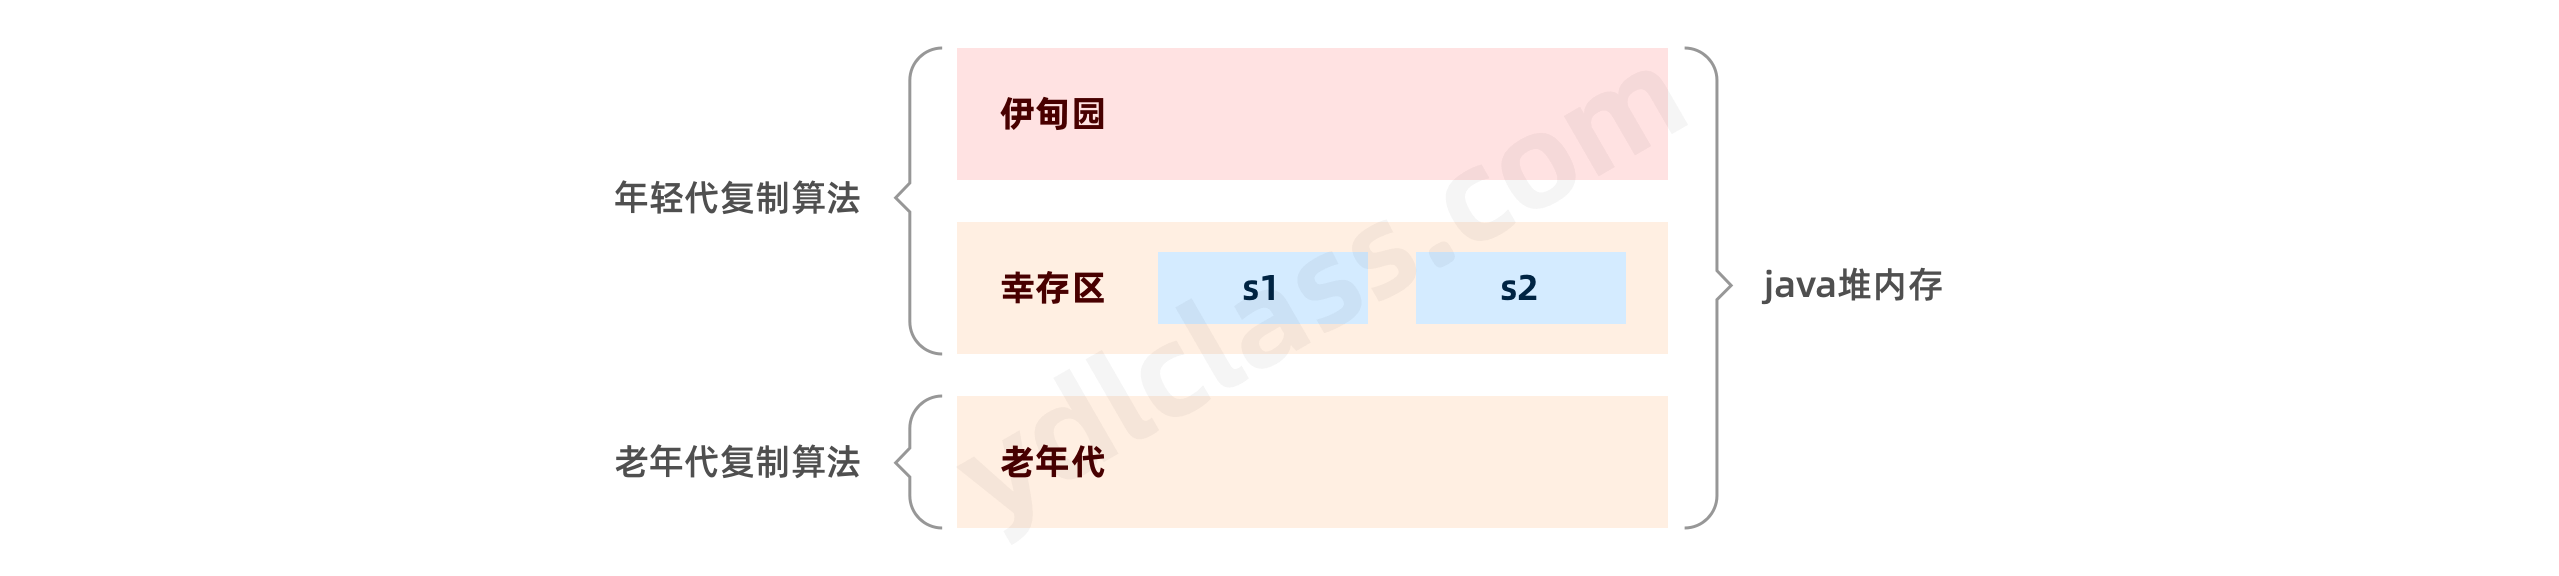 伊甸园
年轻代复制算法
幸存区
s1
s2
java堆内存
老年代复制算法
老年代
ydlclass.com